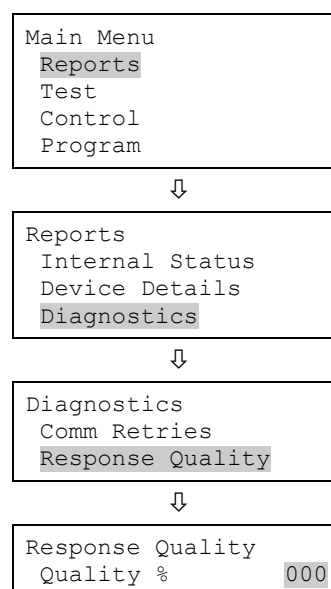 Main Menu
Reports
Test
Control
Program
⇩
Reports
Internal Status
Device Details
Diagnostics
⇩
Diagnostics
Comm Retries
Response Quality
⇩
Response Quality
Quality % 000